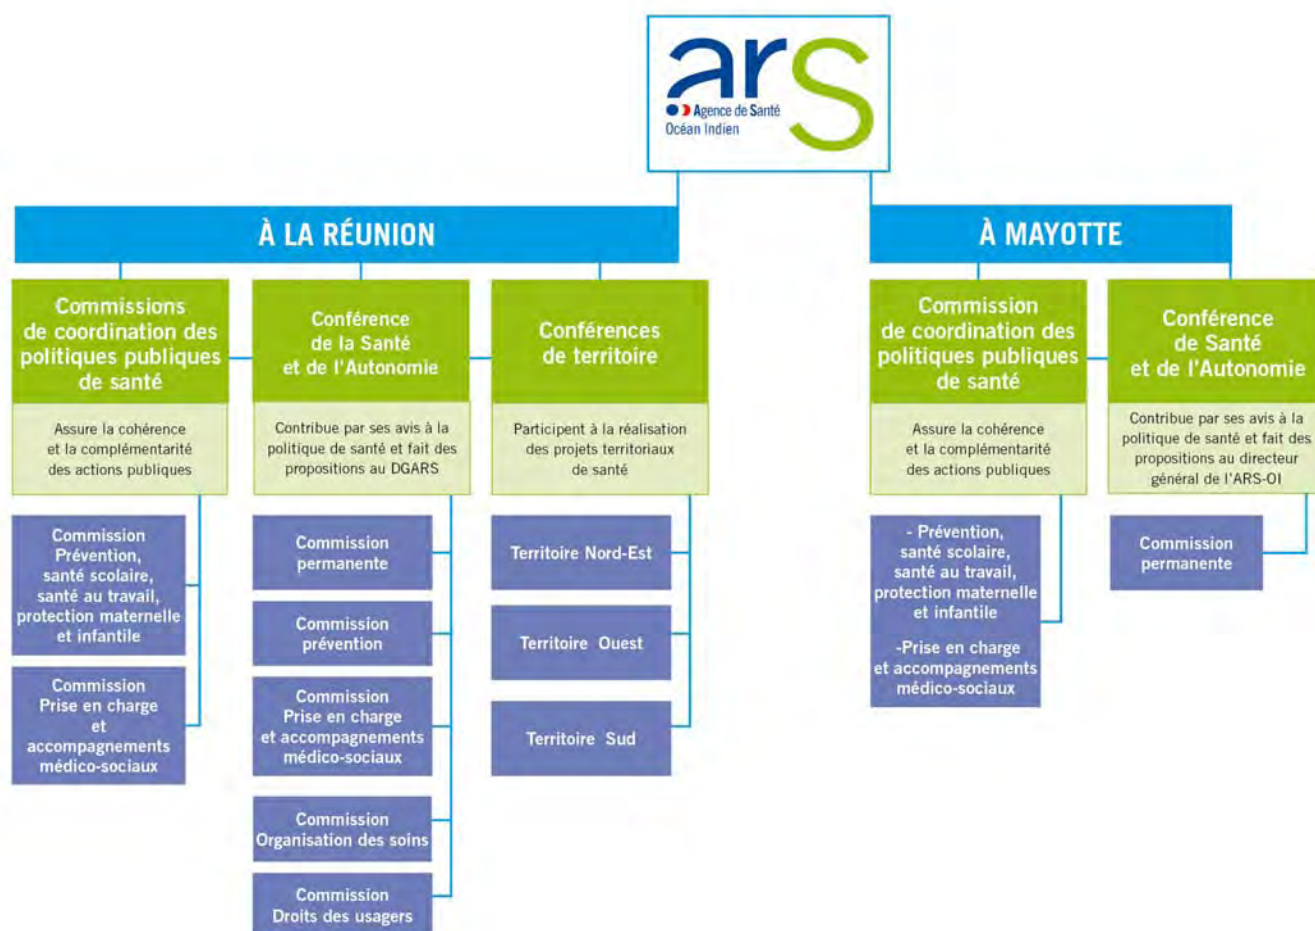 ars
Agence de Santé
Océan Indien
À LA RÉUNION
Commissions
de coordination des
politiques publiques
de santé
Assure la cohérence
et la complémentarité
des actions publiques
Commission
Prévention,
santé scolaire,
santé au travail,
protection maternelle
et infantile
Commission
Prise en charge
et
accompagnements
médico-sociaux
Conférence
de la Santé
et de l'Autonomie
Contribue par ses avis à la
politique de santé et fait des
propositions au DGARS
Commission
permanente
Commission
prévention
Commission
Prise en charge
et accompagnements
médico-sociaux
Commission
Organisation des soins
Commission
Droits des usagers
Conférences
de territoire
Participent à la réalisation
des projets territoriaux
de santé
Territoire Nord-Est
Territoire Ouest
Territoire Sud
À MAYOTTE
Commission
de coordination des
politiques publiques
de santé
Assure la cohérence
et la complémentarité
des actions publiques
- Prévention,
santé scolaire,
santé au travail,
protection maternelle
et infantile
-Prise en charge
et accompagnements
médico-sociaux
Conférence
de Santé
et de l'Autonomie
Contribue par ses avis à la
politique de santé et fait des
propositions au directeur
général de l'ARS-OI
Commission
permanente